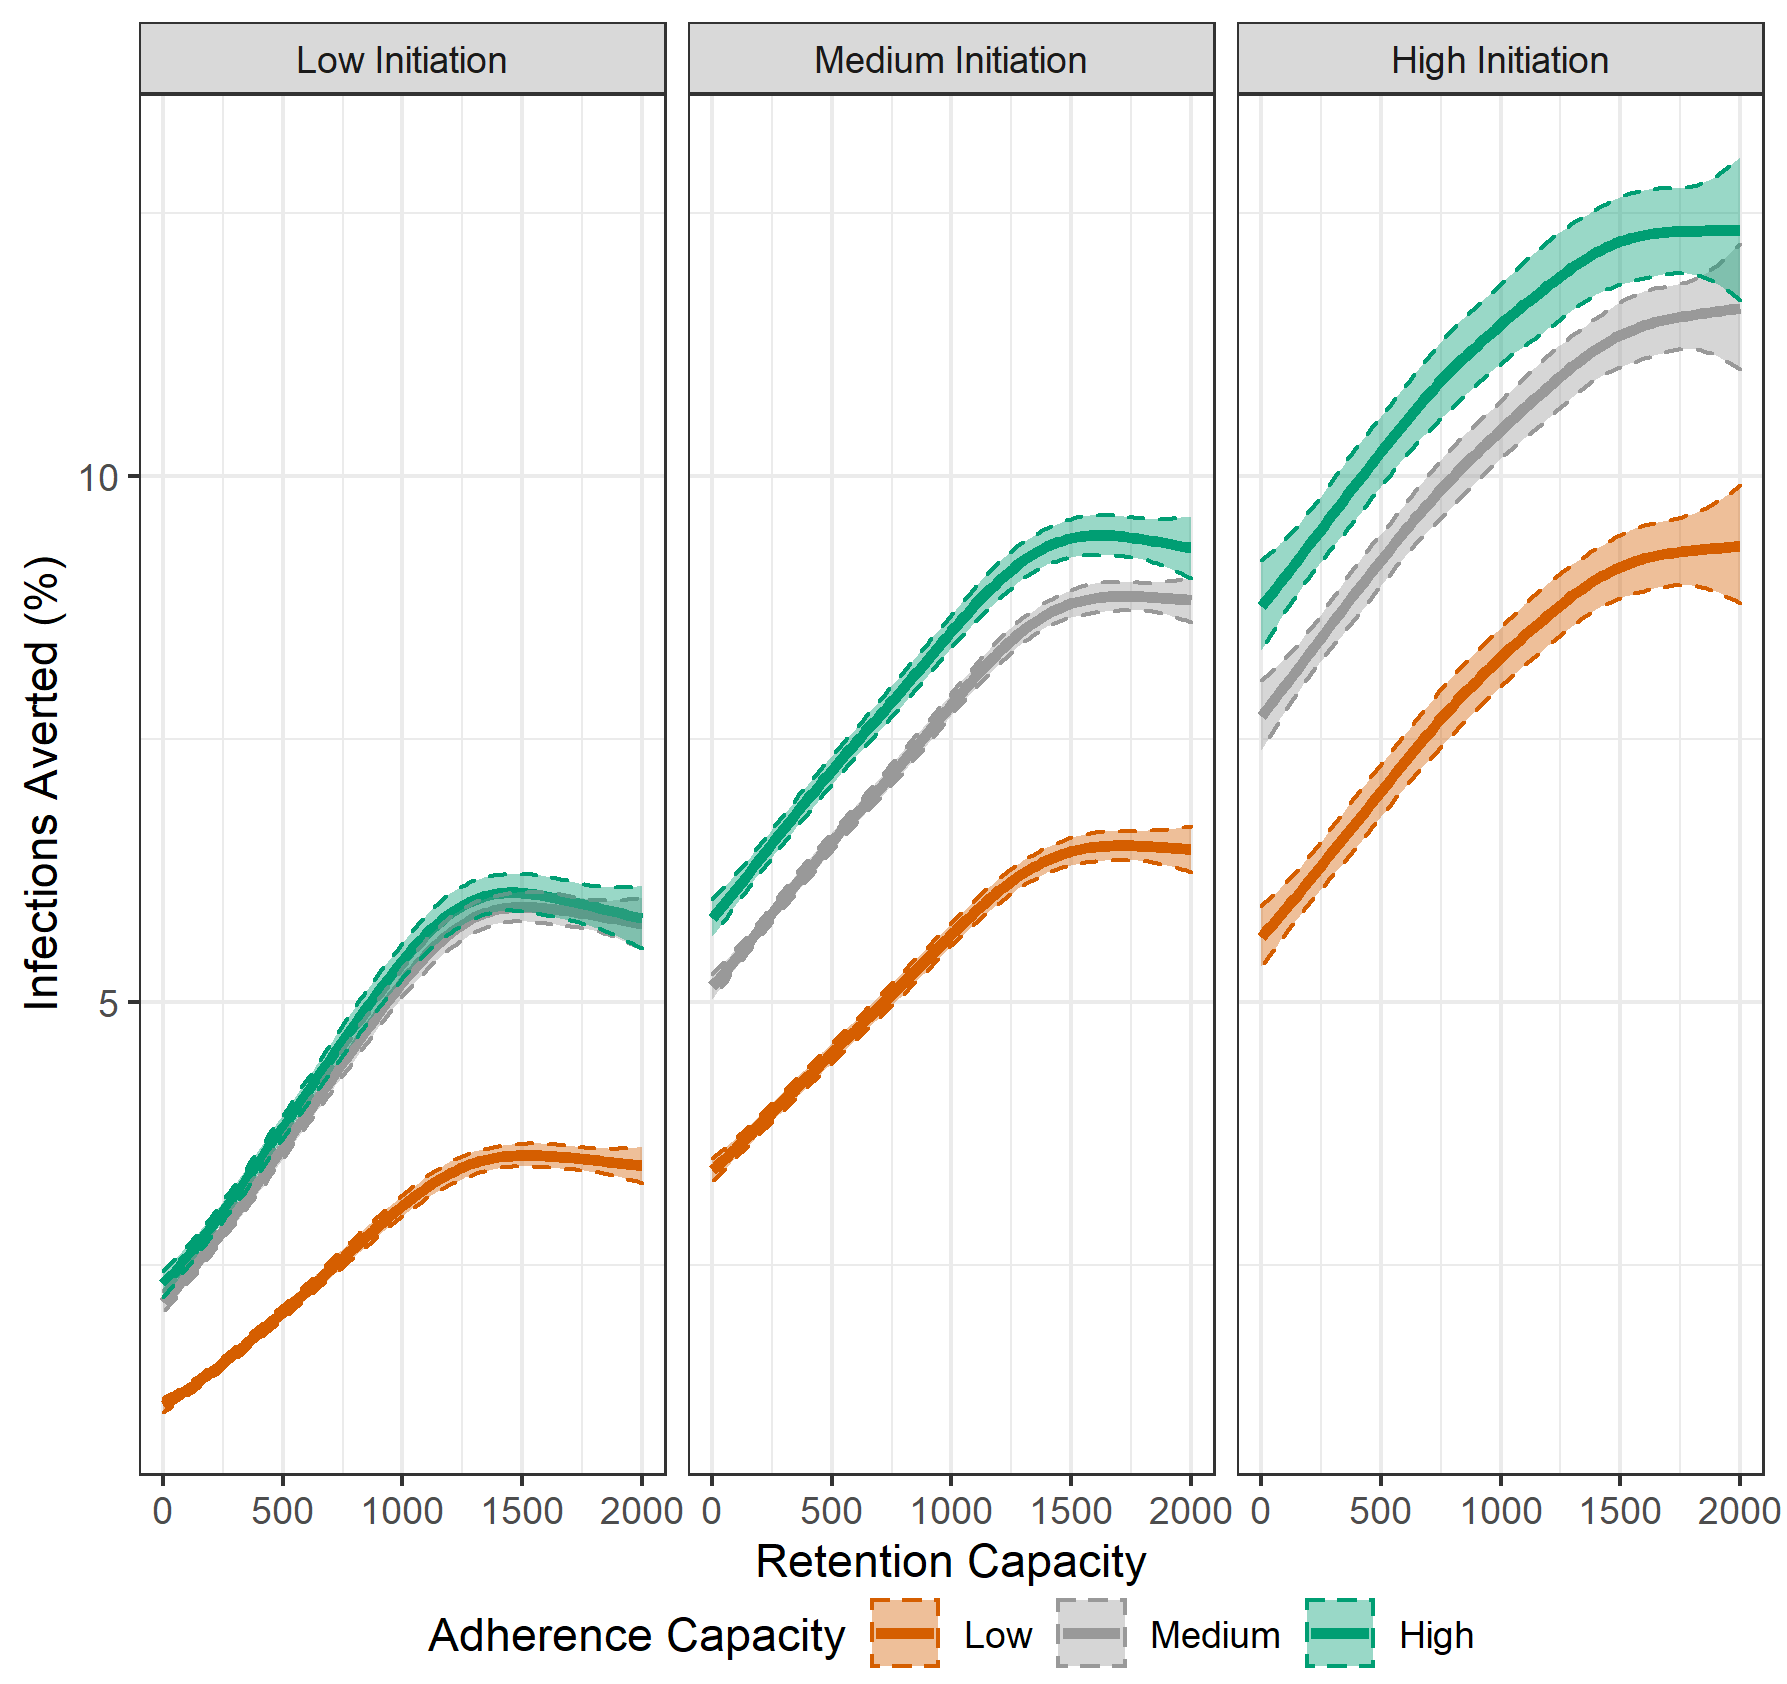 Low Initiation
Medium Initiation
High Initiation
Infections Averted (%)
10
5
0 500 1000 1500 2000
0 500 1000 1500 2000
0 500 1000 1500 2000
Retention Capacity
Adherence Capacity Low Medium High